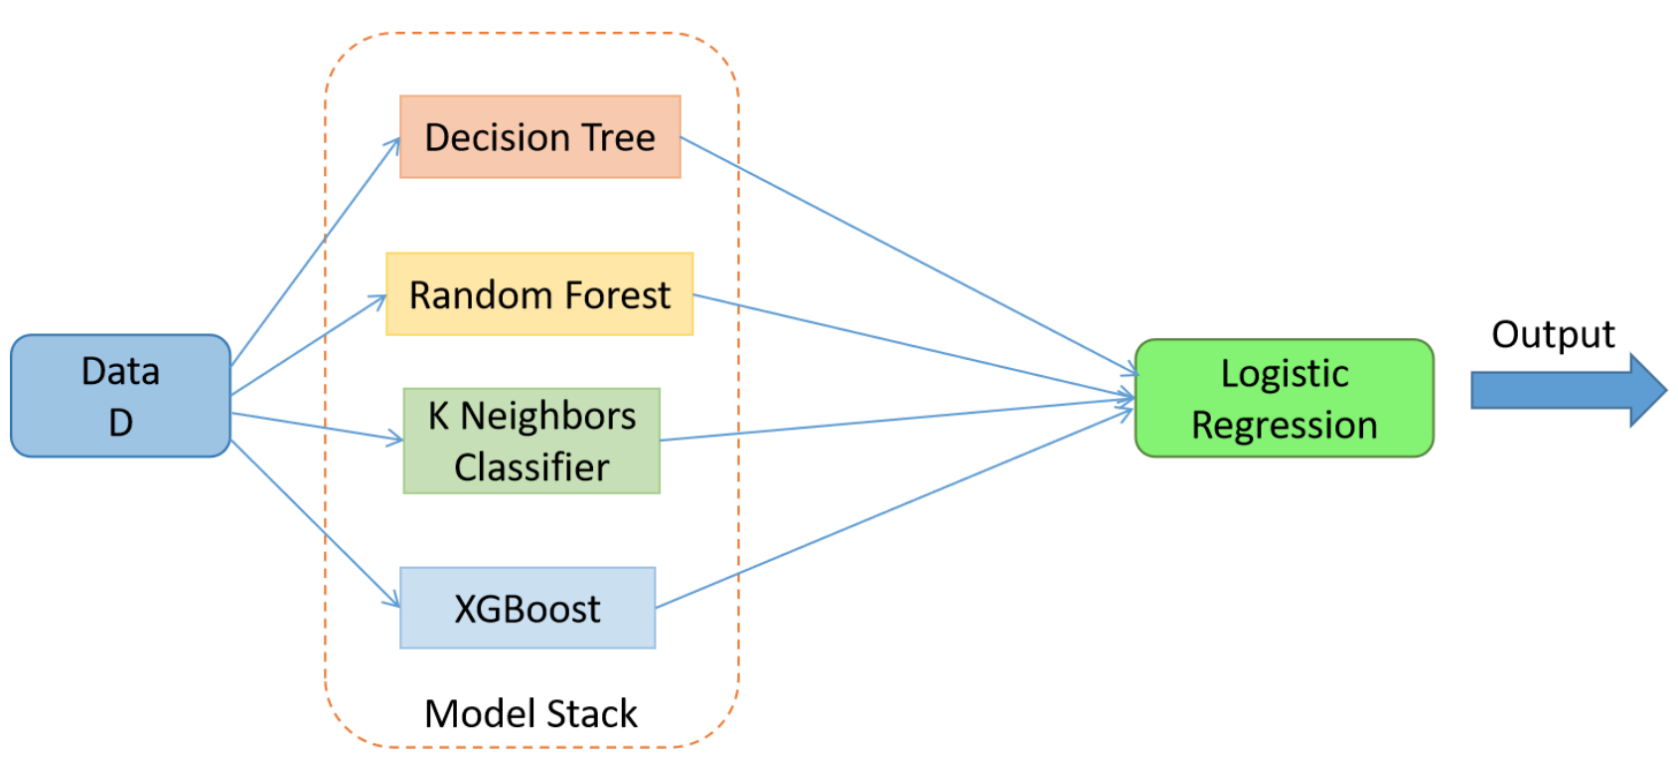 Data
D
Decision Tree
Random Forest
K Neighbors
Classifier
XGBoost
Model Stack
Logistic
Regression
Output